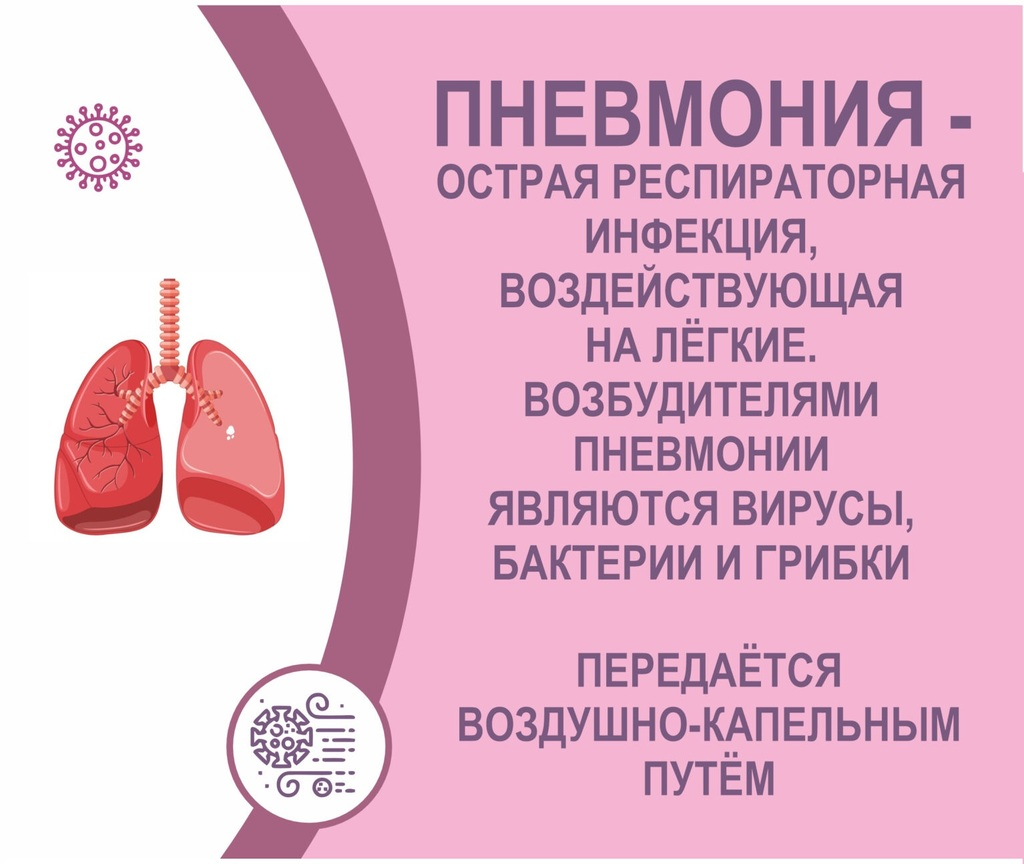 ПНЕВМОНИЯ -
ОСТРАЯ РЕСПИРАТОРНАЯ
ИНФЕКЦИЯ,
ВОЗДЕЙСТВУЮЩАЯ
НА ЛЁГКИЕ.
ВОЗБУДИТЕЛЯМИ
ПНЕВМОНИИ
ЯВЛЯЮТСЯ ВИРУСЫ,
БАКТЕРИИ И ГРИБКИ
ПЕРЕДАЁТСЯ
ВОЗДУШНО-КАПЕЛЬНЫМ
ПУТЁМ